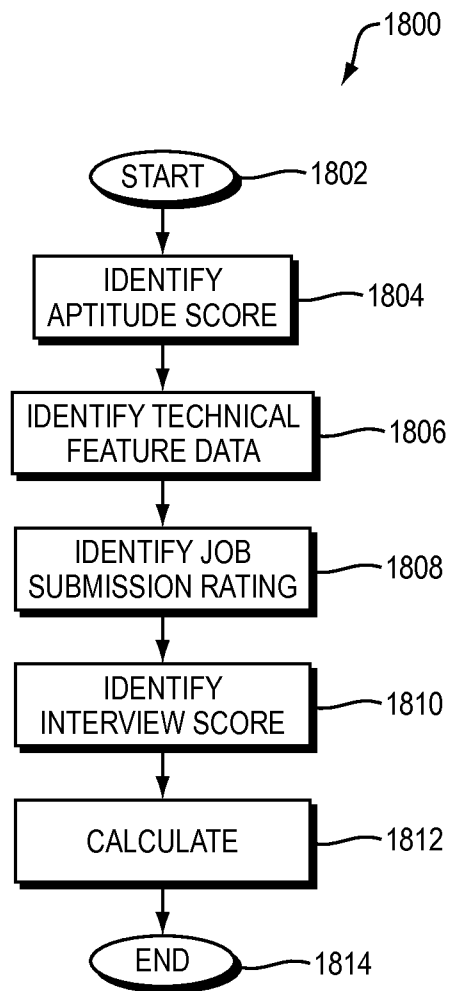 1800
START
1802
IDENTIFY
APTITUDE SCORE
1804
IDENTIFY TECHNICAL
FEATURE DATA
1806
IDENTIFY JOB
SUBMISSION RATING
1808
IDENTIFY
INTERVIEW SCORE
1810
CALCULATE
1812
END
1814